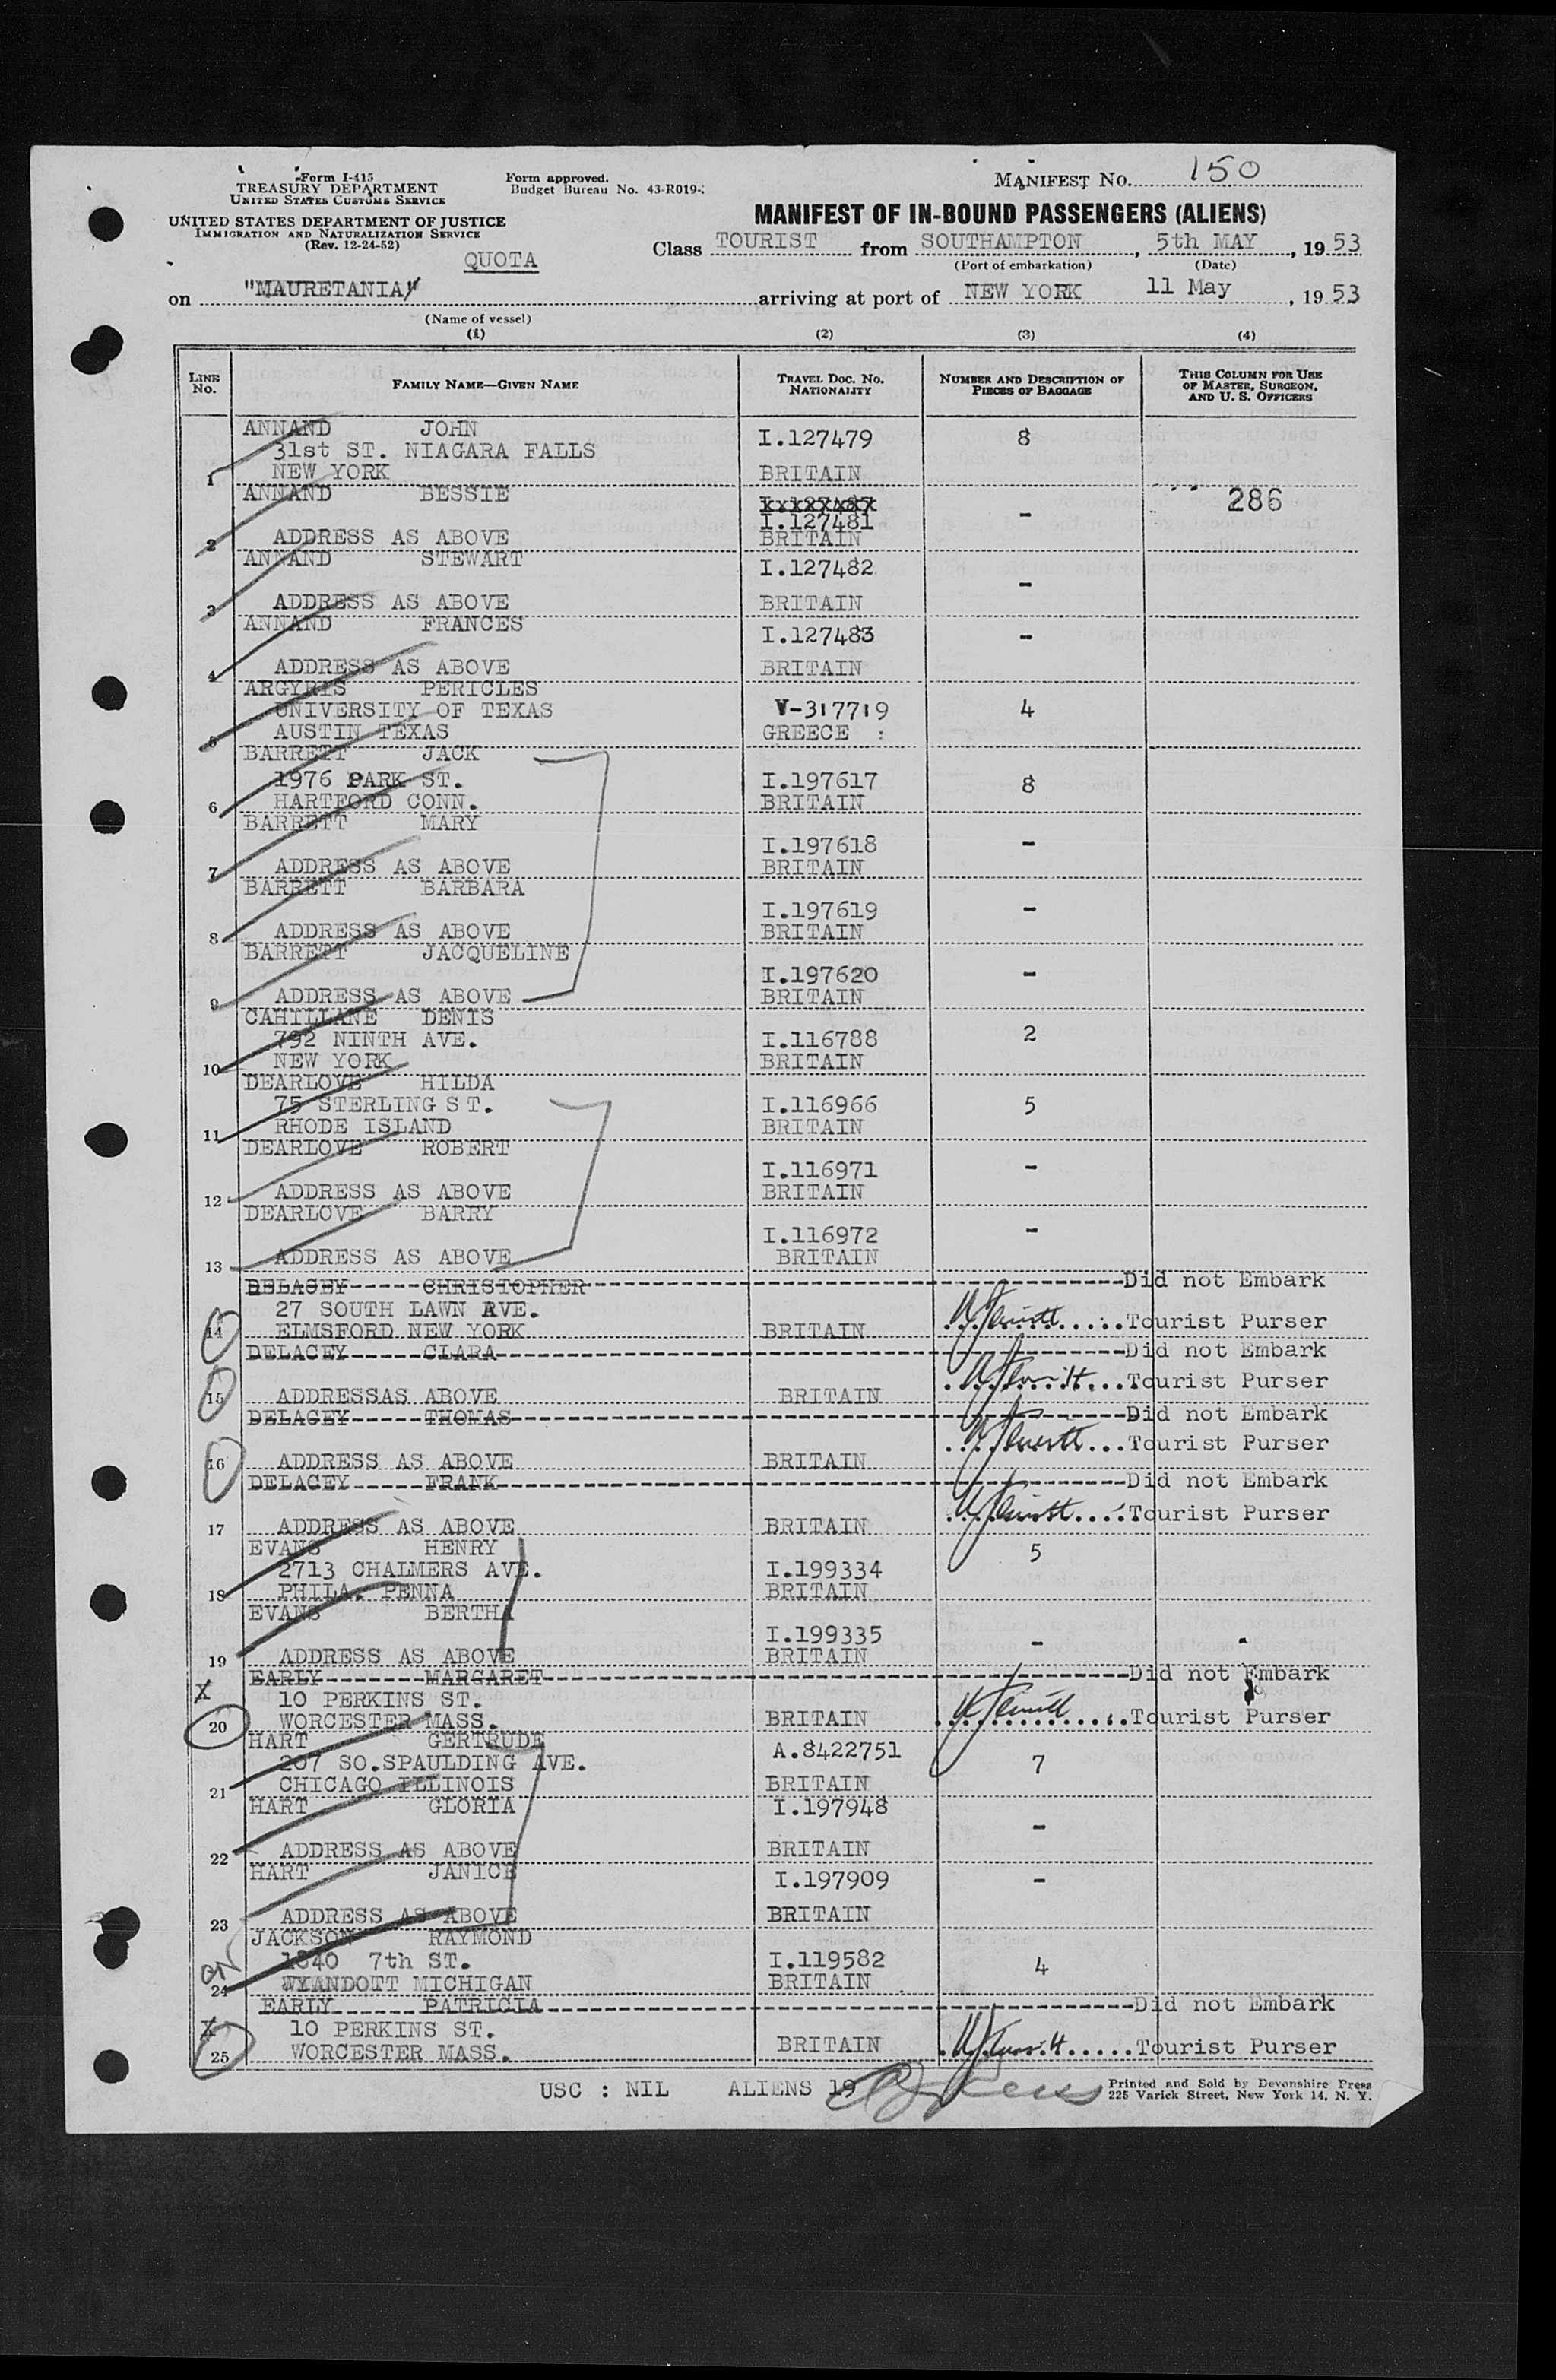 Form I-415
TREASURY DEPARTMENT
UNITED STATES CUSTOMS SERVICE
UNITED STATES DEPARTMENT OF JUSTICE
IMMIGRATION AND NATURALIZATION SERVICE
(Rev. 12-24-52)
Form approved.
Budget Bureau No. 43-R019-
MANIFEST NO. 150
MANIFEST OF IN-BOUND PASSENGERS (ALIENS)
QUOTA
Class TOURIST from SOUTHAMPTON, 5th MAY, 1953
(Port of embarkation) (Date)
on "MAURETANIA" arriving at port of NEW YORK 11 May, 1953
(Name of vessel)
(1) (2) (3) (4)
LINE No. FAMILY NAME—GIVEN NAME TRAVEL DOC. NO. NATIONALITY NUMBER AND DESCRIPTION OF PIECES OF BAGGAGE THIS COLUMN FOR USE OF MASTER, SURGEON, AND U. S. OFFICERS
ANNAND JOHN I.127479 8
31st ST. NIAGARA FALLS
1 NEW YORK BRITAIN
ANNAND BESSIE I.127481 - 286
2 ADDRESS AS ABOVE BRITAIN
ANNAND STEWART I.127482 -
3 ADDRESS AS ABOVE BRITAIN
ANNAND FRANCES I.127483 -
4 ADDRESS AS ABOVE BRITAIN
ARGYRIS PERICLES
UNIVERSITY OF TEXAS V-317719 4
5 AUSTIN TEXAS GREECE :
BARRETT JACK
1976 PARK ST. I.197617 8
6 HARTFORD CONN. BRITAIN
BARRETT MARY
I.197618 -
7 ADDRESS AS ABOVE BRITAIN
BARRETT BARBARA
I.197619 -
8 ADDRESS AS ABOVE BRITAIN
BARRETT JACQUELINE
I.197620 -
9 ADDRESS AS ABOVE BRITAIN
CAHILLANE DENIS
792 NINTH AVE. I.116788 2
10 NEW YORK BRITAIN
DEARLOVE HILDA
75 STERLING ST. I.116966 5
11 RHODE ISLAND BRITAIN
DEARLOVE ROBERT
I.116971 -
12 ADDRESS AS ABOVE BRITAIN
DEARLOVE BARRY
I.116972 -
13 ADDRESS AS ABOVE BRITAIN
DELACEY CHRISTOPHER Did not Embark
27 SOUTH LAWN AVE. Tourist Purser
14 ELMSFORD NEW YORK BRITAIN
DELACEY CLARA Did not Embark
15 ADDRESSAS ABOVE BRITAIN Tourist Purser
DELACEY THOMAS Did not Embark
Tourist Purser
16 ADDRESS AS ABOVE BRITAIN
DELACEY FRANK Did not Embark
17 ADDRESS AS ABOVE BRITAIN Tourist Purser
EVANS HENRY 5
2713 CHALMERS AVE. I.199334
18 PHILA. PENNA BRITAIN
EVANS BERTHA
I.199335 -
19 ADDRESS AS ABOVE BRITAIN
X EARLY MARGARET Did not Embark
10 PERKINS ST.
20 WORCESTER MASS. BRITAIN Tourist Purser
HART GERTRUDE A.8422751
207 SO.SPAULDING AVE. 7
21 CHICAGO ILLINOIS BRITAIN
HART GLORIA I.197948
-
22 ADDRESS AS ABOVE BRITAIN
HART JANICE I.197909 -
23 ADDRESS AS ABOVE BRITAIN
JACKSON RAYMOND
1840 7th ST. I.119582 4
24 WYANDOTT MICHIGAN BRITAIN
EARLY PATRICIA Did not Embark
X 10 PERKINS ST.
25 WORCESTER MASS. BRITAIN Tourist Purser
USC : NIL ALIENS 19
Printed and Sold by Devonshire Press
225 Varick Street, New York 14, N. Y.